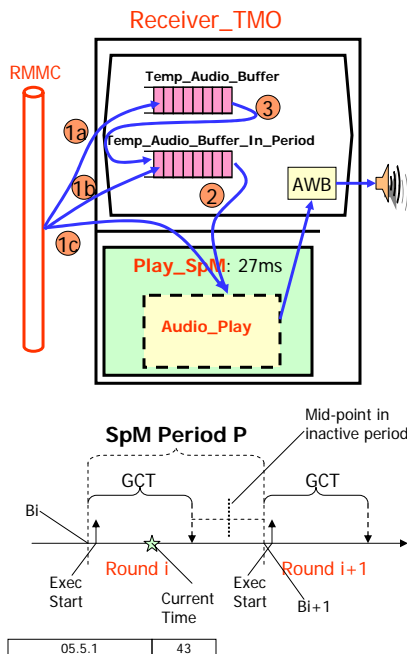 Receiver_TMO
RMMC
Temp_Audio_Buffer
1a
3
Temp_Audio_Buffer_In_Period
1b
2
AWB
1c
Play_SpM: 27ms
Audio_Play
Mid-point in
inactive period
SpM Period P
GCT
GCT
Bi
Exec
Start
Round i
Current
Time
Exec
Start
Round i+1
Bi+1
05.5.1
43